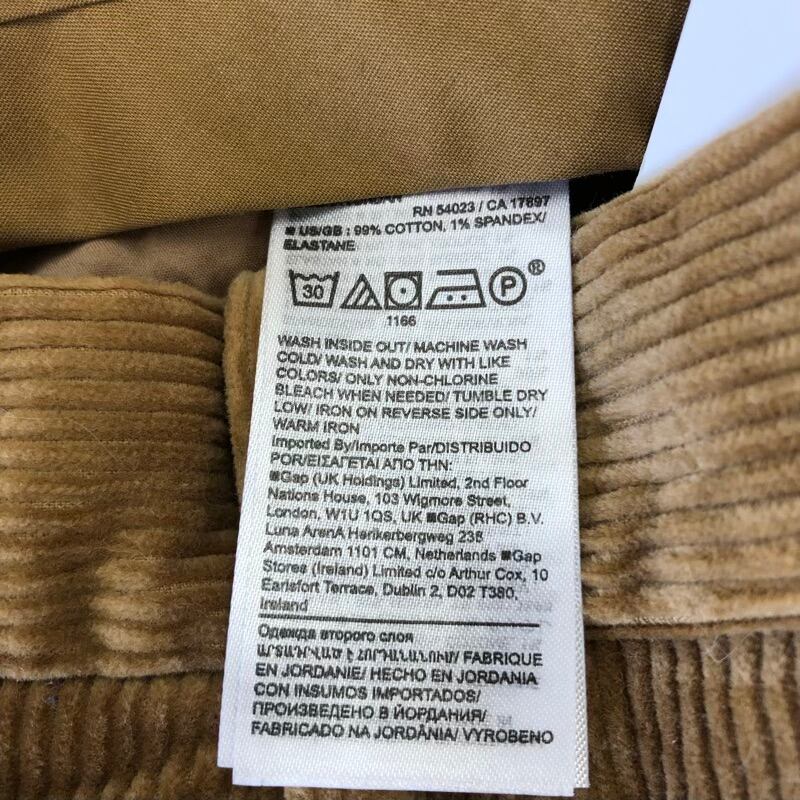 RN 54023 / CA 17897
■ US/GB : 99% COTTON, 1% SPANDEX/
ELASTANE
30 P ®
1166
WASH INSIDE OUT/ MACHINE WASH
COLD/ WASH AND DRY WITH LIKE
COLORS/ ONLY NON-CHLORINE
BLEACH WHEN NEEDED/ TUMBLE DRY
LOW/ IRON ON REVERSE SIDE ONLY/
WARM IRON
Imported By/Importe Par/DISTRIBUIDO
POR/ΕΙΣΑΓΕΤΑΙ ΑΠΟ ΤΗΝ:
■Gap (UK Holdings) Limited, 2nd Floor
Nations House, 103 Wigmore Street,
London, W1U 1QS, UK ■Gap (RHC) B.V.
Luna ArenA Herikerbergweg 238
Amsterdam 1101 CM, Netherlands ■Gap
Stores (Ireland) Limited c/o Arthur Cox, 10
Earlsfort Terrace, Dublin 2, D02 T380,
Ireland
Одежда второго слоя
ԱՐՏԱԴՐՎԱԾ Է ՀՈՐԴԱՆԱՆՈՒՄ/ FABRIQUE
EN JORDANIE/ HECHO EN JORDANIA
CON INSUMOS IMPORTADOS/
ПРОИЗВЕДЕНО В ЙОРДАНИЯ/
FABRICADO NA JORDÂNIA/ VYROBENO